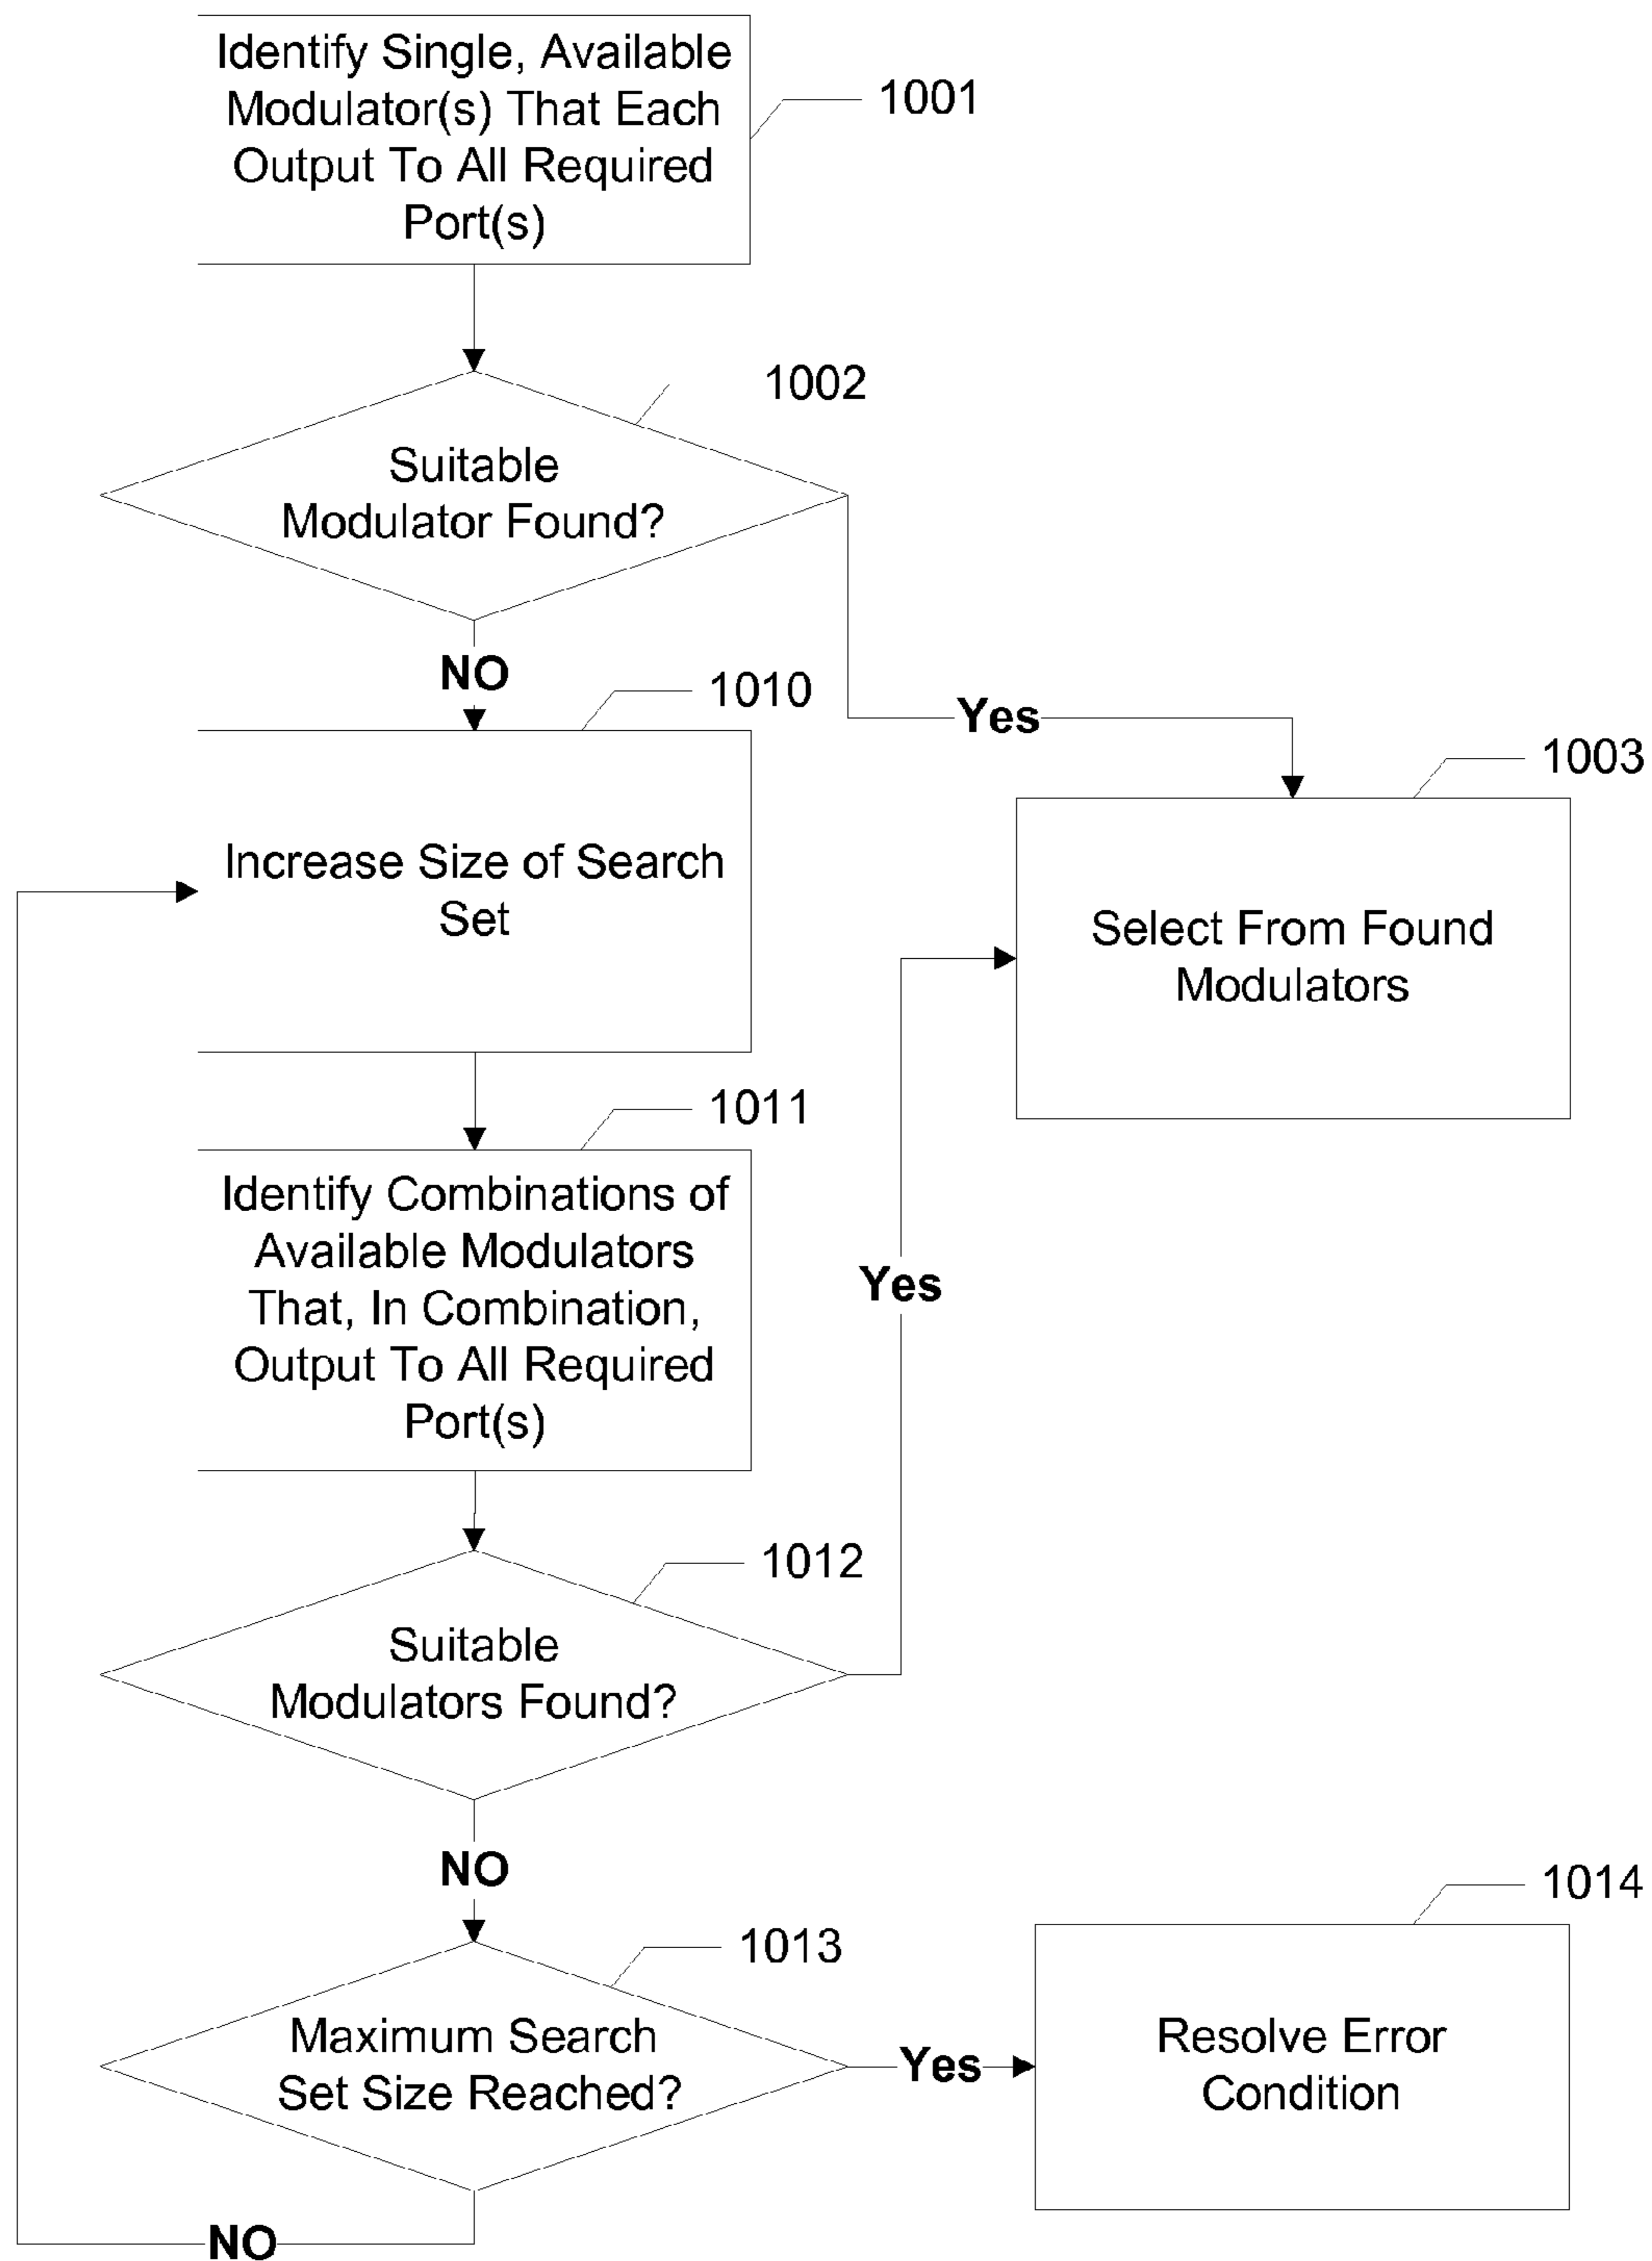 Identify Single, Available
Modulator(s) That Each
Output To All Required
Port(s)
1001
1002
Suitable
Modulator Found?
NO
1010
Yes
1003
Increase Size of Search
Set
Select From Found
Modulators
1011
Identify Combinations of
Available Modulators
That, In Combination,
Output To All Required
Port(s)
Yes
1012
Suitable
Modulators Found?
NO
1013
1014
Maximum Search
Set Size Reached?
Yes
Resolve Error
Condition
NO